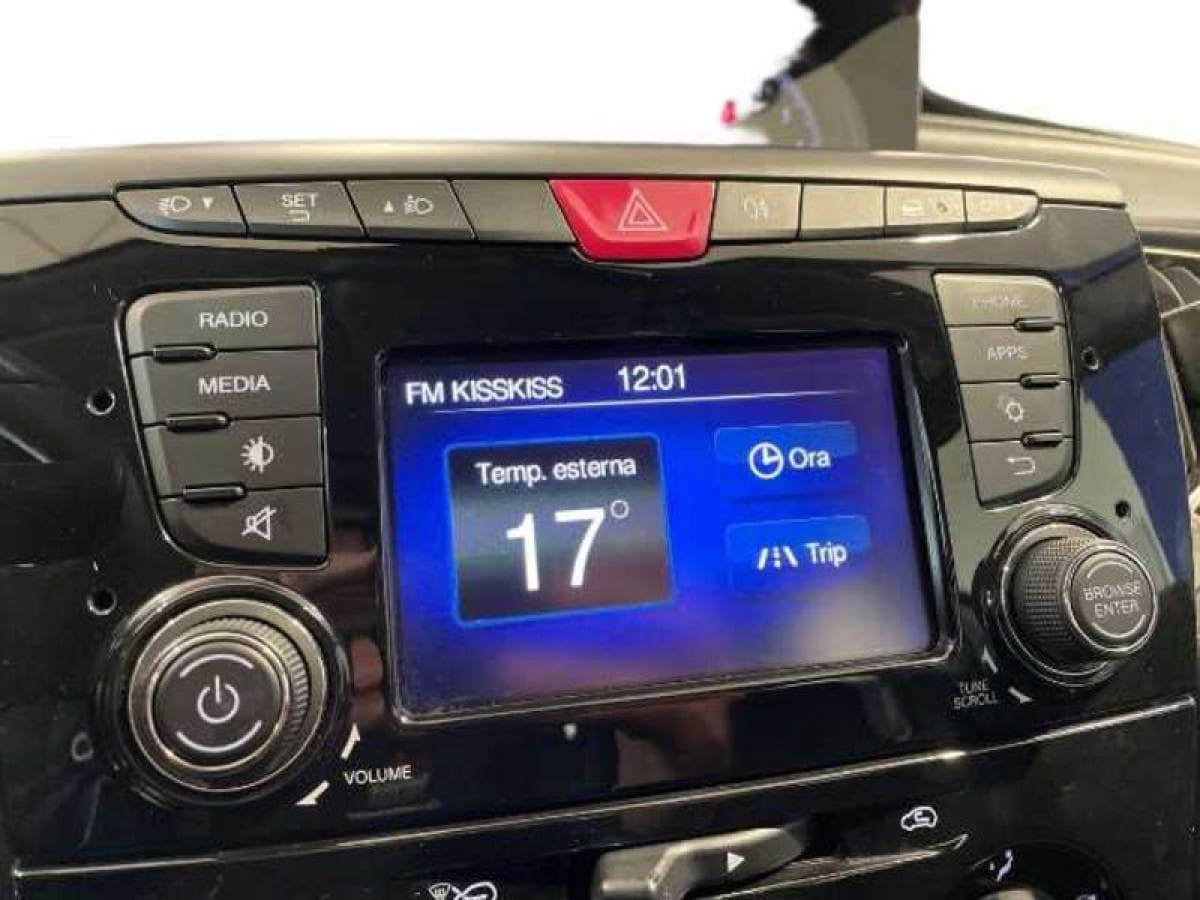 SET
RADIO
MEDIA
PHONE
APPS
FM KISSKISS 12:01
Temp. esterna
17°
Ora
Trip
BROWSE
ENTER
TUNE
SCROLL
VOLUME